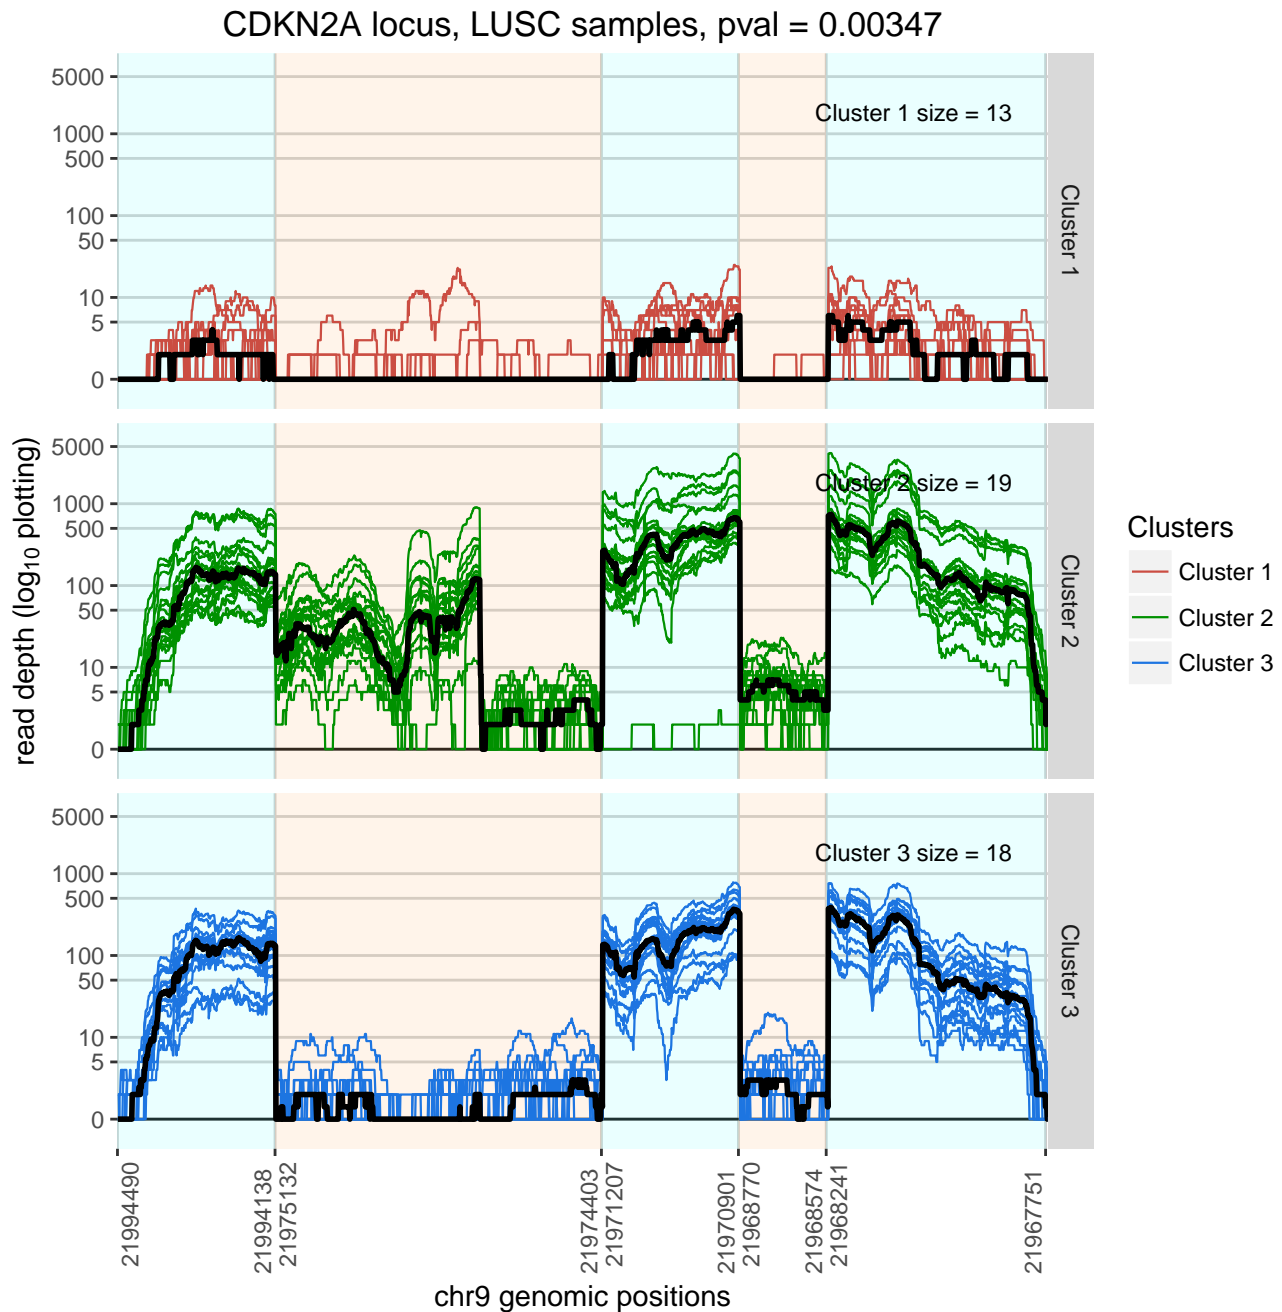 CDKN2A locus, LUSC samples, pval = 0.00347
5000
1000
500
100
50
10
5
0
Cluster 1 size = 13
Cluster 1
5000
1000
500
100
50
10
5
0
Cluster 2 size = 19
Cluster 2
5000
1000
500
100
50
10
5
0
Cluster 3 size = 18
Cluster 3
read depth (log10 plotting)
21994490
21994138
21975132
21974403
21971207
21970901
21968770
21968574
21968241
21967751
chr9 genomic positions
Clusters
Cluster 1
Cluster 2
Cluster 3